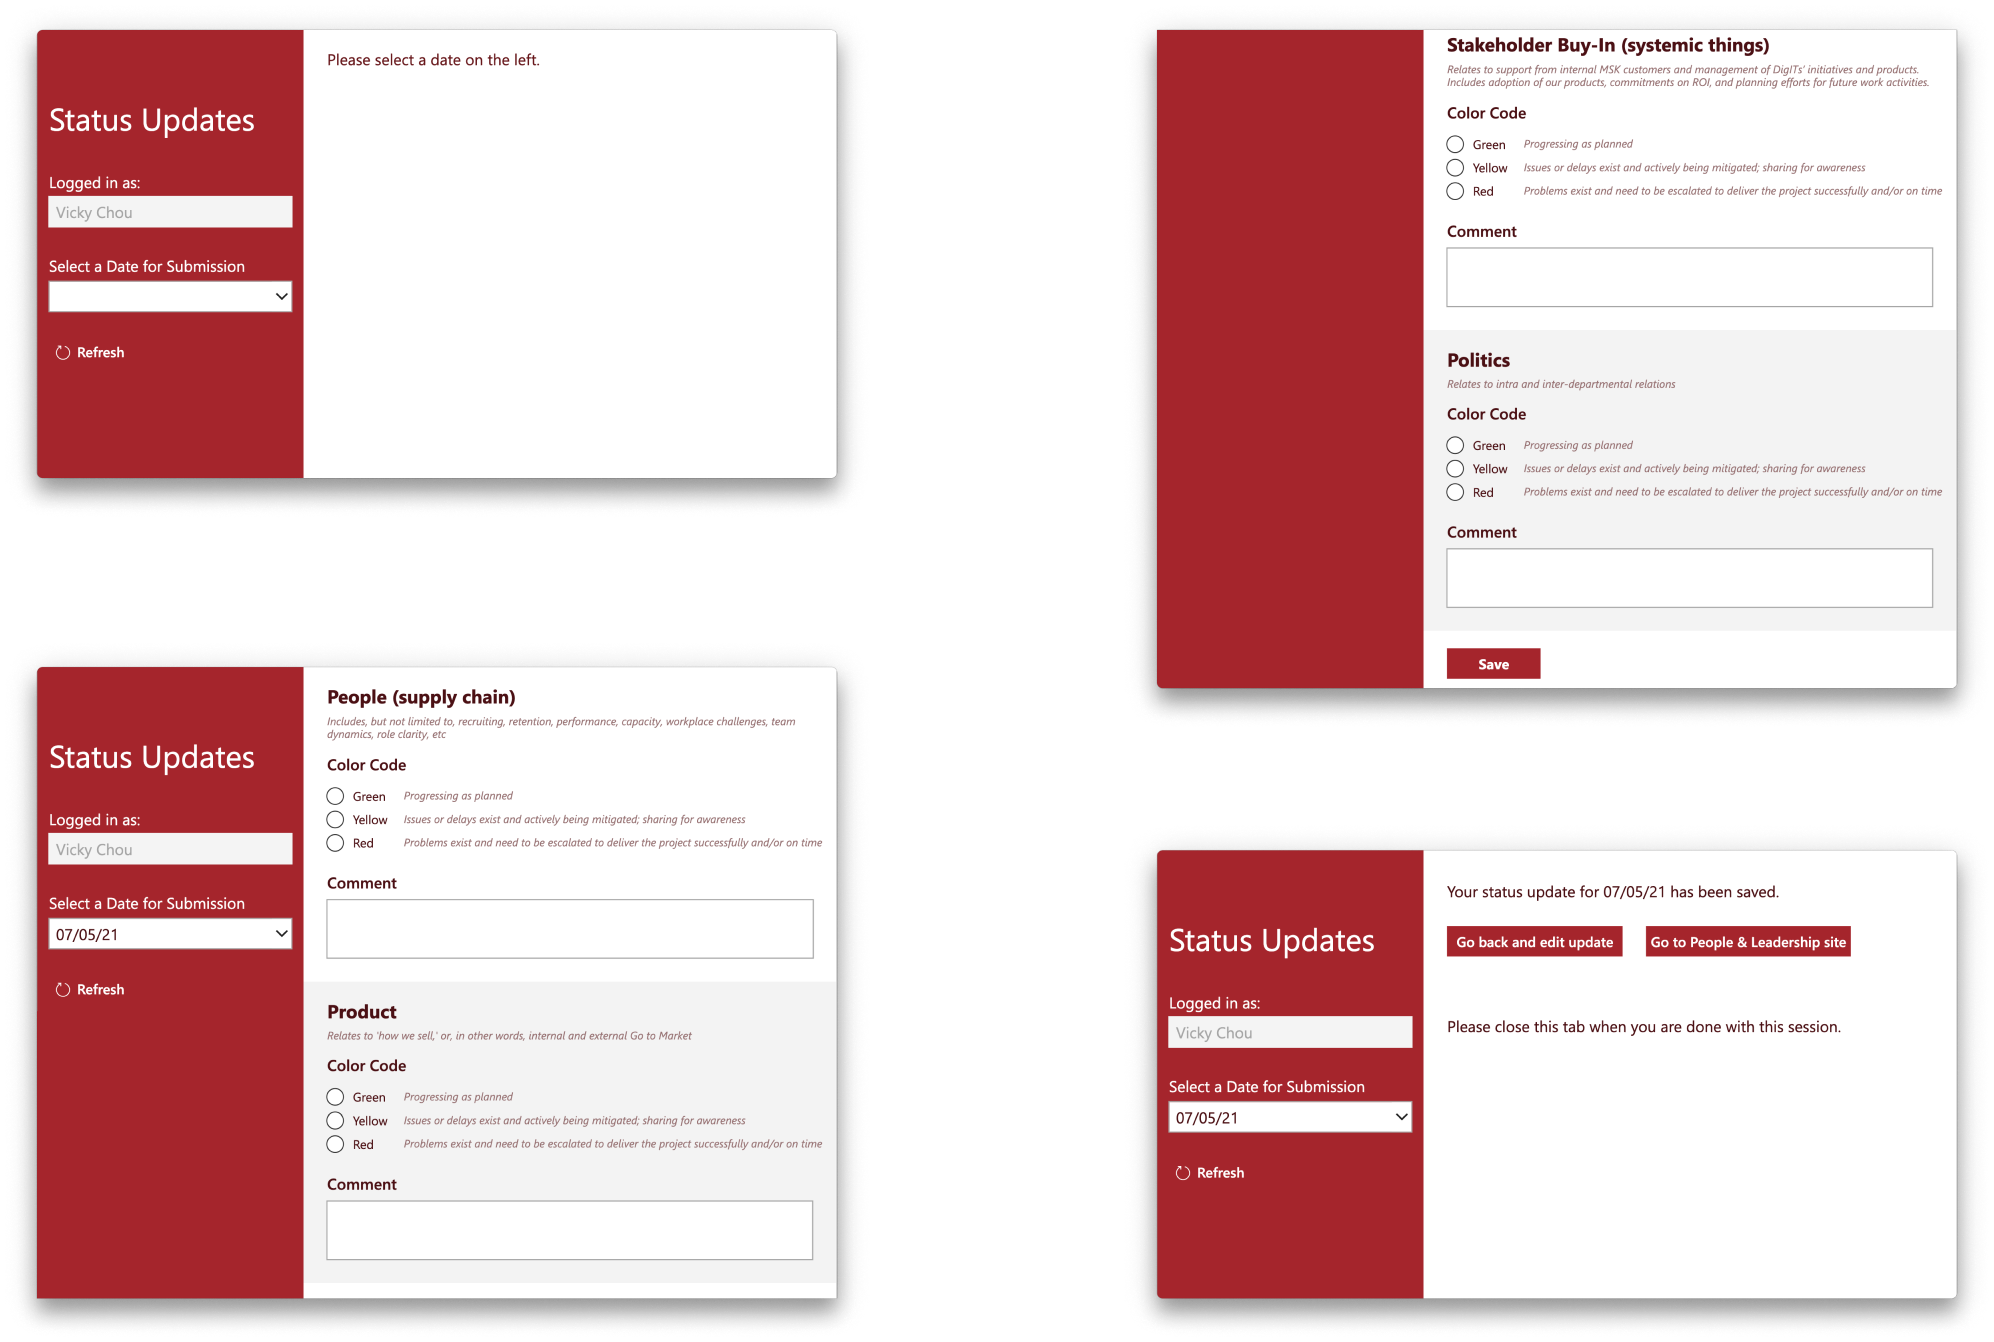 Status Updates
Logged in as:
Vicky Chou
Select a Date for Submission
Refresh
Please select a date on the left.
Status Updates
Logged in as:
Vicky Chou
Select a Date for Submission
07/05/21
Refresh
People (supply chain)
Includes, but not limited to, recruiting, retention, performance, capacity, workplace challenges, team
dynamics, role clarity, etc
Color Code
Green Progressing as planned
Yellow Issues or delays exist and actively being mitigated; sharing for awareness
Red Problems exist and need to be escalated to deliver the project successfully and/or on time
Comment
Product
Relates to 'how we sell,' or, in other words, internal and external Go to Market
Color Code
Green Progressing as planned
Yellow Issues or delays exist and actively being mitigated; sharing for awareness
Red Problems exist and need to be escalated to deliver the project successfully and/or on time
Comment
Stakeholder Buy-In (systemic things)
Relates to support from internal MSK customers and management of DigITs' initiatives and products.
Includes adoption of our products, commitments on ROI, and planning efforts for future work activities.
Color Code
Green Progressing as planned
Yellow Issues or delays exist and actively being mitigated; sharing for awareness
Red Problems exist and need to be escalated to deliver the project successfully and/or on time
Comment
Politics
Relates to intra and inter-departmental relations
Color Code
Green Progressing as planned
Yellow Issues or delays exist and actively being mitigated; sharing for awareness
Red Problems exist and need to be escalated to deliver the project successfully and/or on time
Comment
Save
Status Updates
Logged in as:
Vicky Chou
Select a Date for Submission
07/05/21
Refresh
Your status update for 07/05/21 has been saved.
Go back and edit update
Go to People & Leadership site
Please close this tab when you are done with this session.